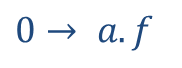 0 → a.f